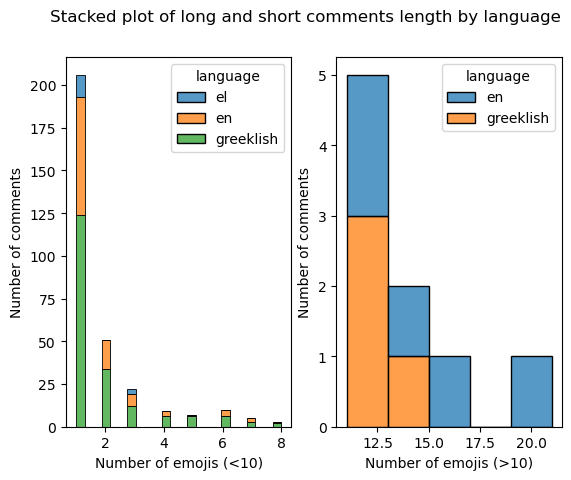 Stacked plot of long and short comments length by language
Number of comments
200
175
150
125
100
75
50
25
0
2
4
6
8
Number of emojis (<10)
language
el
en
greeklish
Number of comments
5
4
3
2
1
0
12.5
15.0
17.5
20.0
Number of emojis (>10)
language
en
greeklish